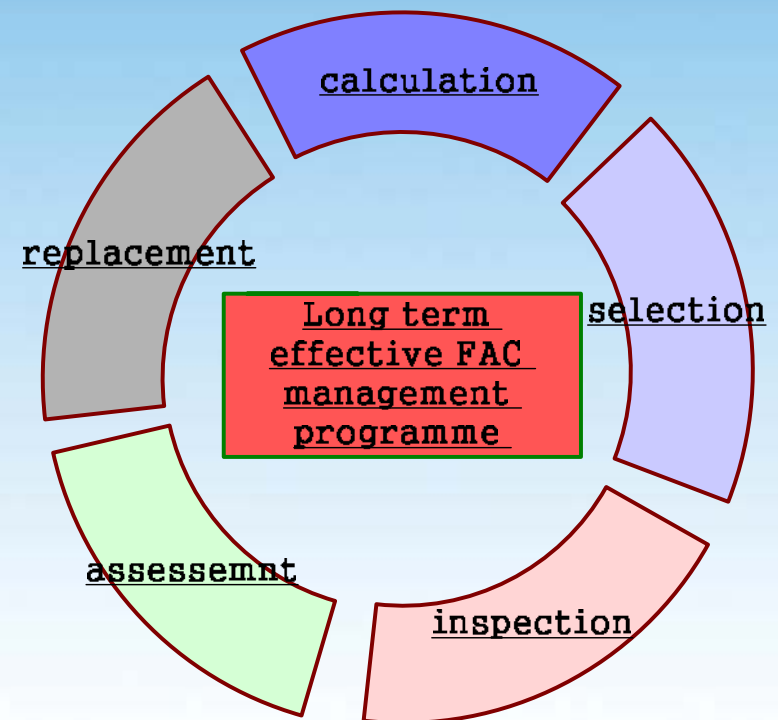 calculation
replacement
selection
Long term
effective FAC
management
programme
assessemnt
inspection